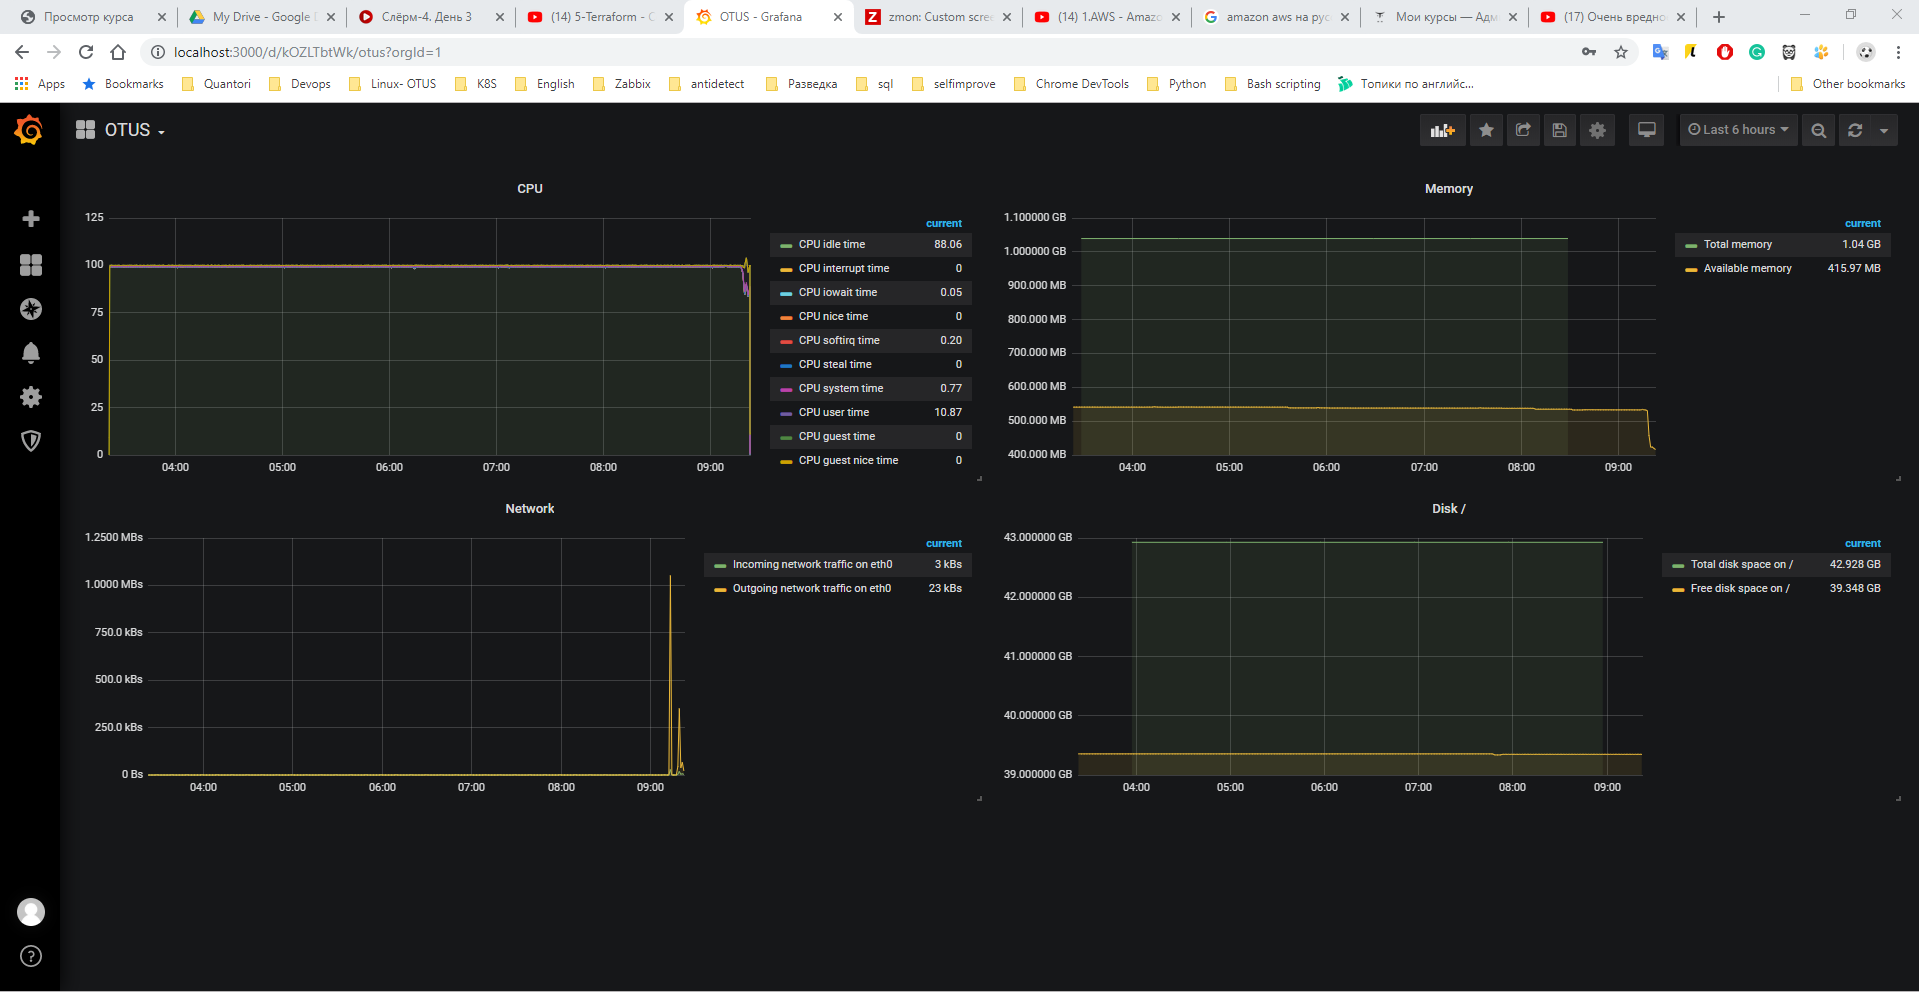 Просмотр курса
My Drive - Google
Слёрм-4. День 3
(14) 5-Terraform -
OTUS - Grafana
zmon: Custom scree
(14) 1.AWS - Amazo
amazon aws на рус
Мои курсы — Адм
(17) Очень вредно
localhost:3000/d/kOZLTbtWk/otus?orgId=1
Apps
Bookmarks
Quantori
Devops
Linux- OTUS
K8S
English
Zabbix
antidetect
Разведка
sql
selfimprove
Chrome DevTools
Python
Bash scripting
Топики по английс...
Other bookmarks
OTUS
Last 6 hours
CPU
125
100
75
50
25
0
04:00
05:00
06:00
07:00
08:00
09:00
current
CPU idle time 88.06
CPU interrupt time 0
CPU iowait time 0.05
CPU nice time 0
CPU softirq time 0.20
CPU steal time 0
CPU system time 0.77
CPU user time 10.87
CPU guest time 0
CPU guest nice time 0
Memory
1.100000 GB
1.000000 GB
900.000 MB
800.000 MB
700.000 MB
600.000 MB
500.000 MB
400.000 MB
04:00
05:00
06:00
07:00
08:00
09:00
current
Total memory 1.04 GB
Available memory 415.97 MB
Network
1.2500 MBs
1.0000 MBs
750.0 kBs
500.0 kBs
250.0 kBs
0 Bs
04:00
05:00
06:00
07:00
08:00
09:00
current
Incoming network traffic on eth0 3 kBs
Outgoing network traffic on eth0 23 kBs
Disk /
43.000000 GB
42.000000 GB
41.000000 GB
40.000000 GB
39.000000 GB
04:00
05:00
06:00
07:00
08:00
09:00
current
Total disk space on / 42.928 GB
Free disk space on / 39.348 GB